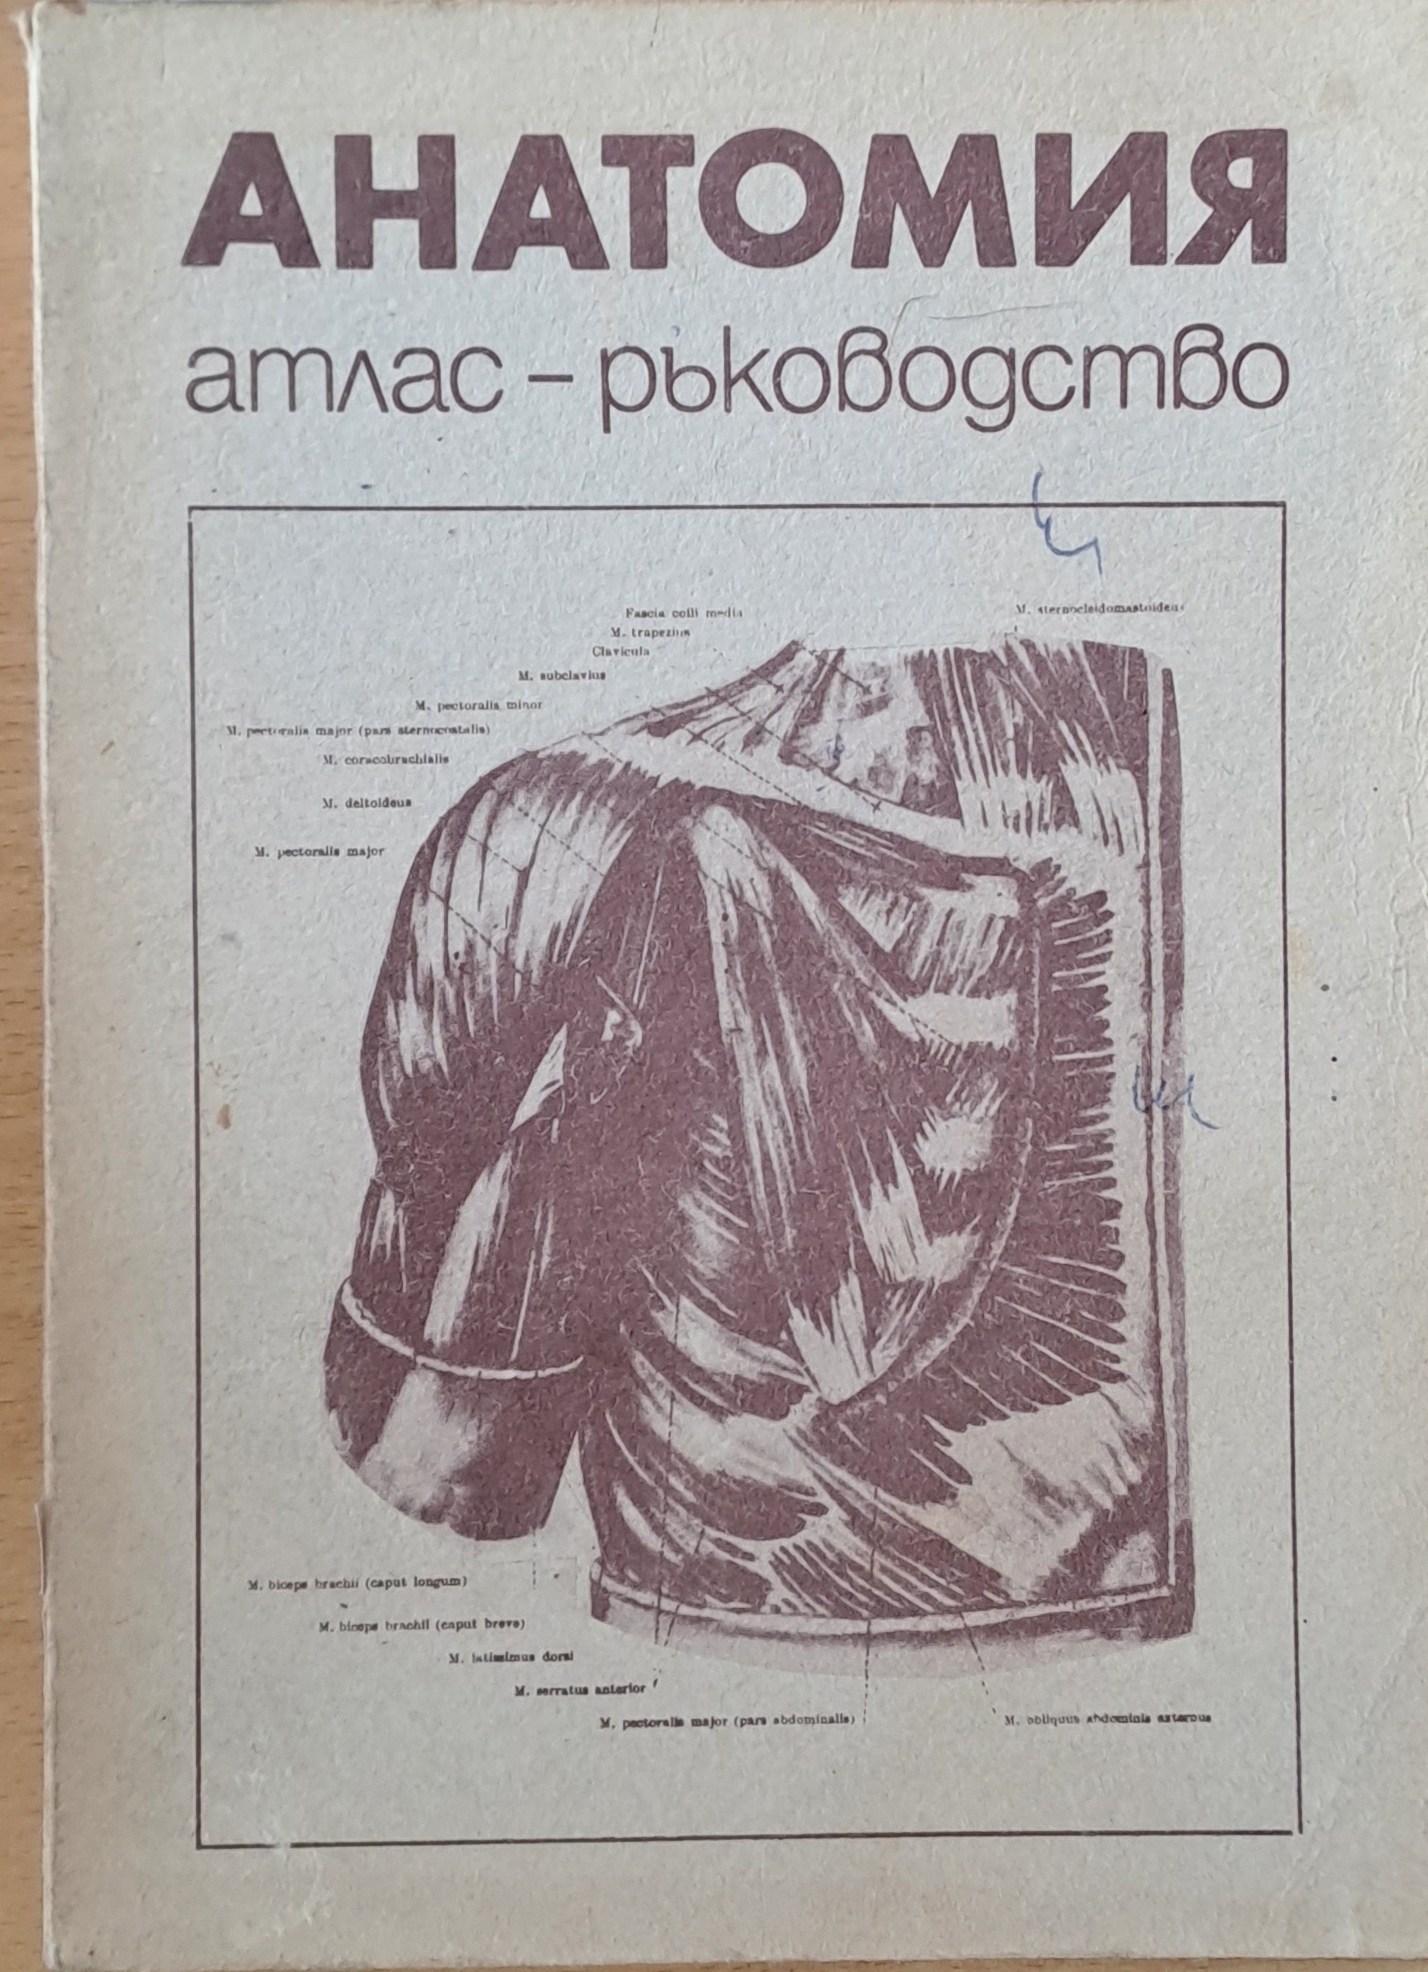 АНАТОМИЯ
атлас – ръководство
Fascia colli media
M. sternocleidomastoideus
M. trapezius
Clavicula
M. subclavius
M. pectoralis minor
M. pectoralis major (pars sternocostalis)
M. coracobrachialis
M. deltoideus
M. pectoralis major
M. biceps brachii (caput longum)
M. biceps brachii (caput breve)
M. latissimus dorsi
M. serratus anterior
M. pectoralis major (pars abdominalis)
M. obliquus abdominis externus